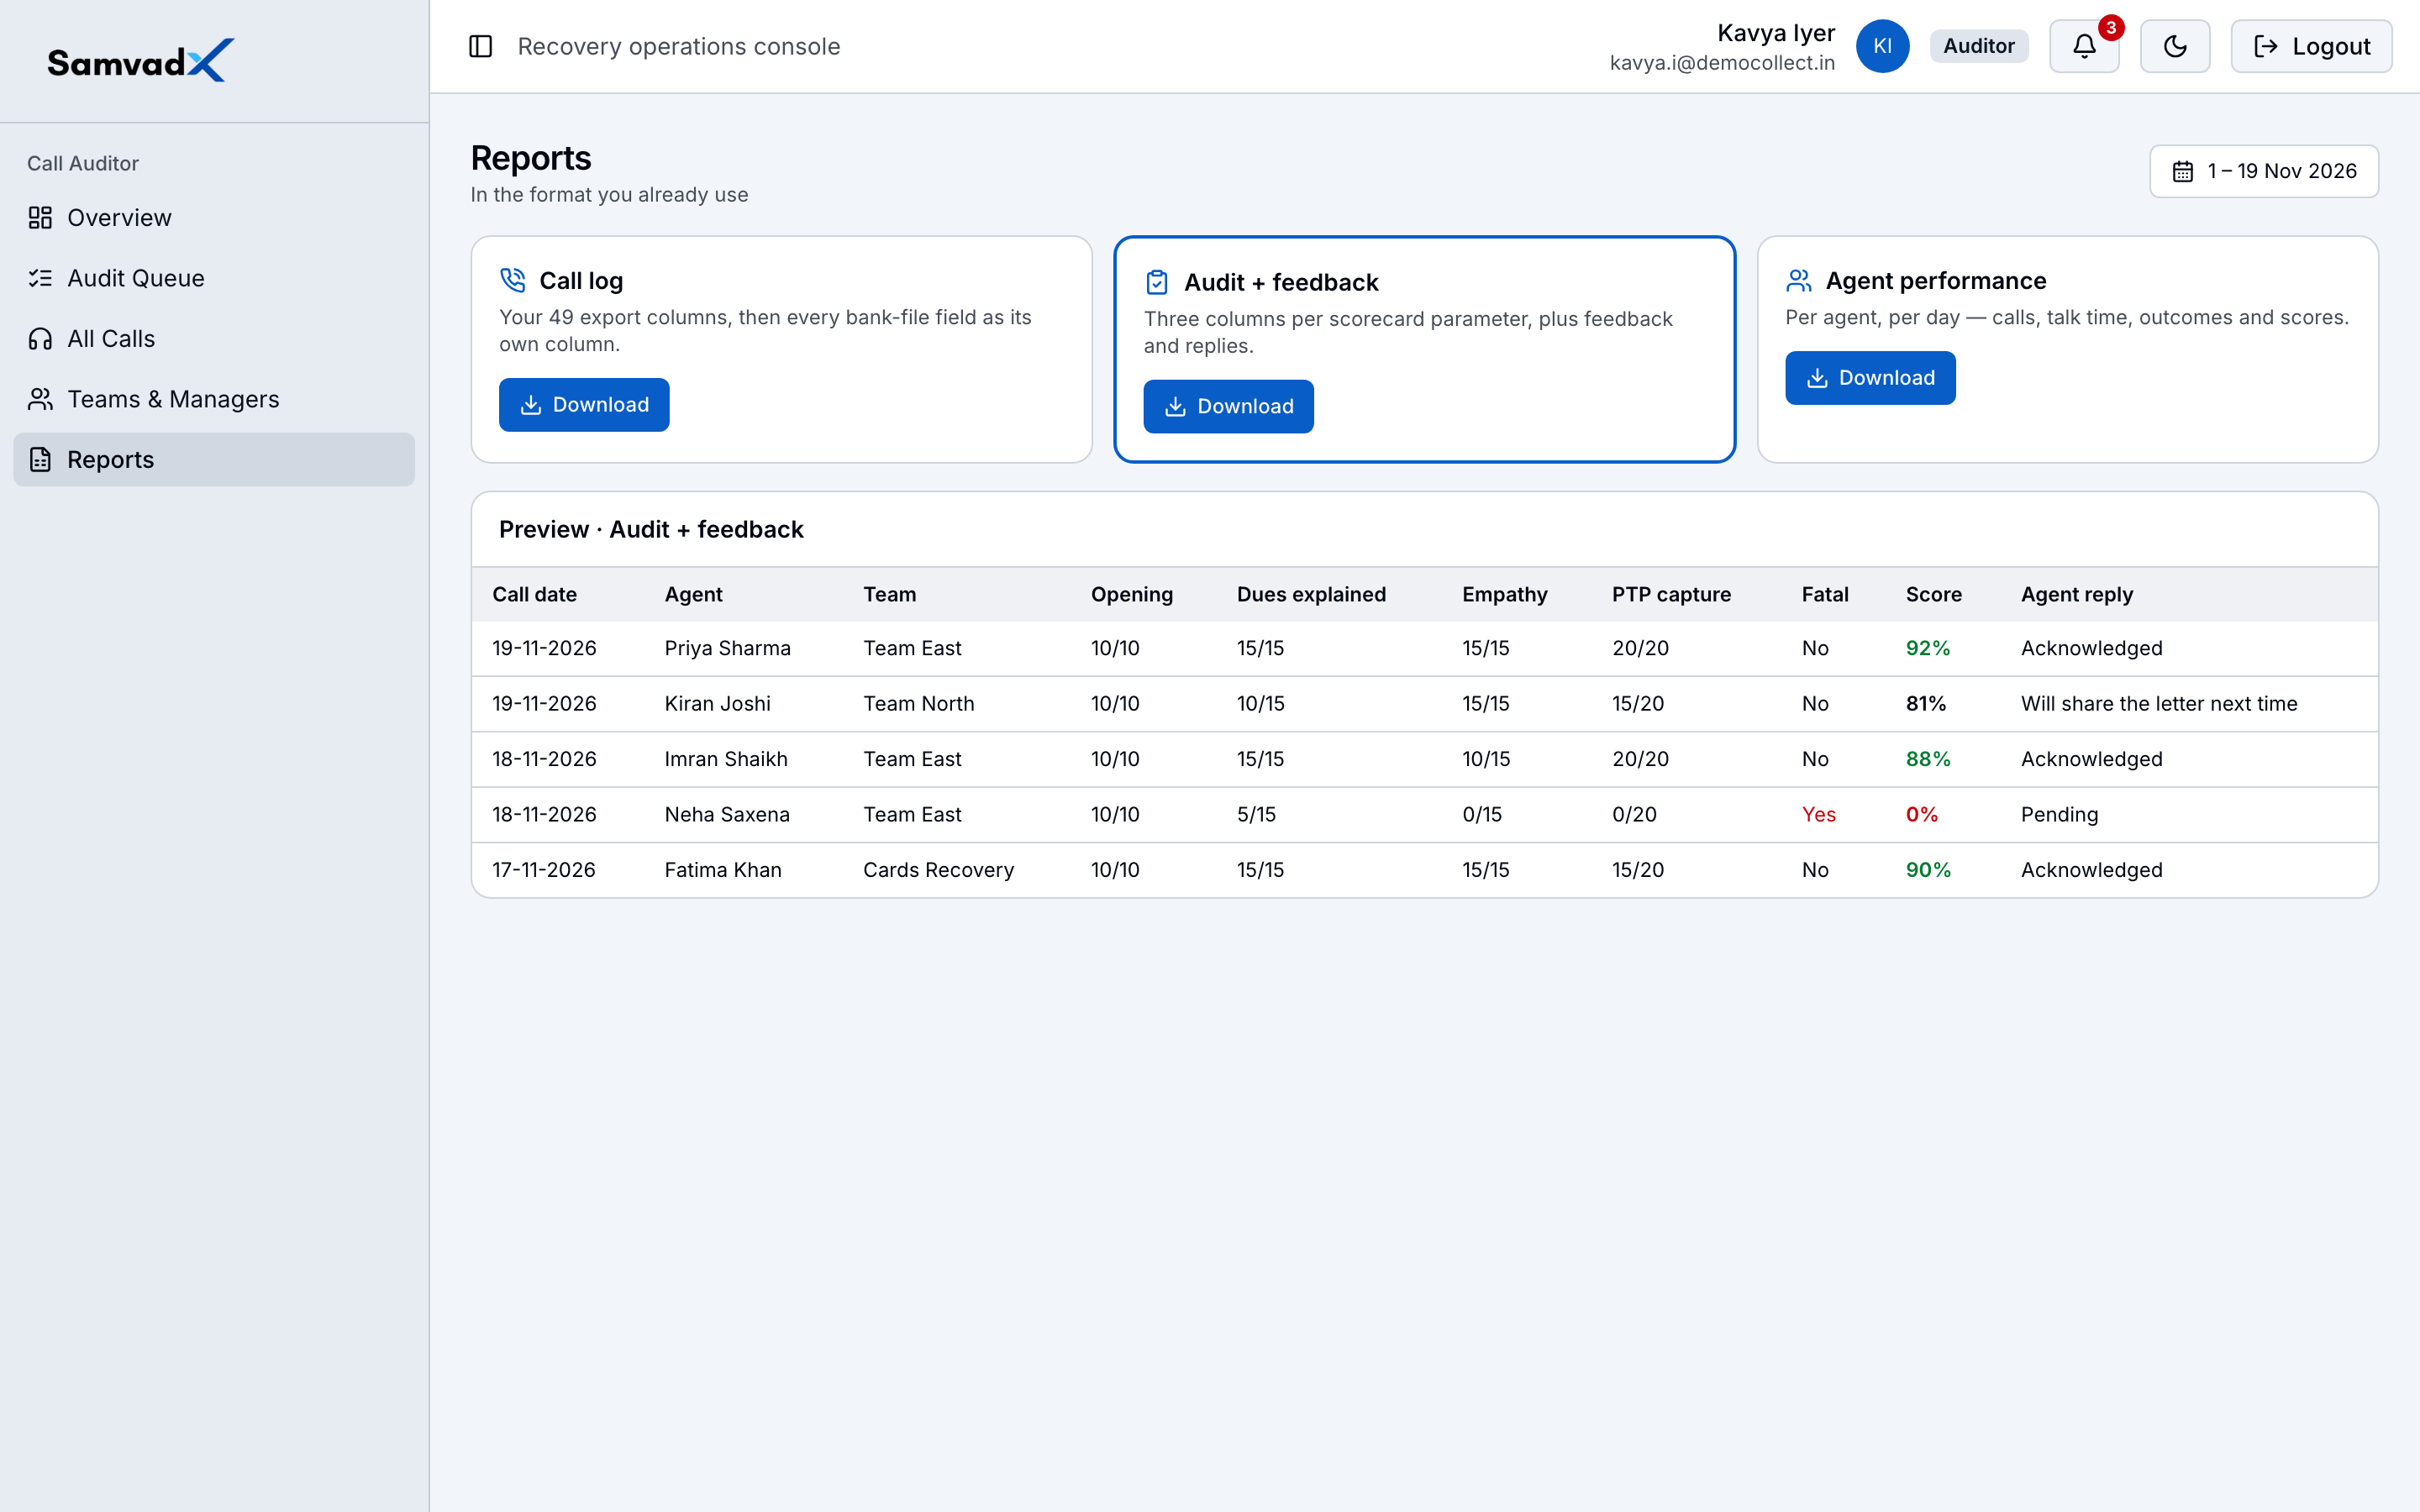 SamvadX
Recovery operations console
Kavya Iyer
kavya.i@democollect.in
KI
Auditor
3
Logout
Call Auditor
Overview
Audit Queue
All Calls
Teams & Managers
Reports
Reports
In the format you already use
1 – 19 Nov 2026
Call log
Your 49 export columns, then every bank-file field as its
own column.
Download
Audit + feedback
Three columns per scorecard parameter, plus feedback
and replies.
Download
Agent performance
Per agent, per day — calls, talk time, outcomes and scores.
Download
Preview · Audit + feedback
Call date Agent Team Opening Dues explained Empathy PTP capture Fatal Score Agent reply
19-11-2026 Priya Sharma Team East 10/10 15/15 15/15 20/20 No 92% Acknowledged
19-11-2026 Kiran Joshi Team North 10/10 10/15 15/15 15/20 No 81% Will share the letter next time
18-11-2026 Imran Shaikh Team East 10/10 15/15 10/15 20/20 No 88% Acknowledged
18-11-2026 Neha Saxena Team East 10/10 5/15 0/15 0/20 Yes 0% Pending
17-11-2026 Fatima Khan Cards Recovery 10/10 15/15 15/15 15/20 No 90% Acknowledged